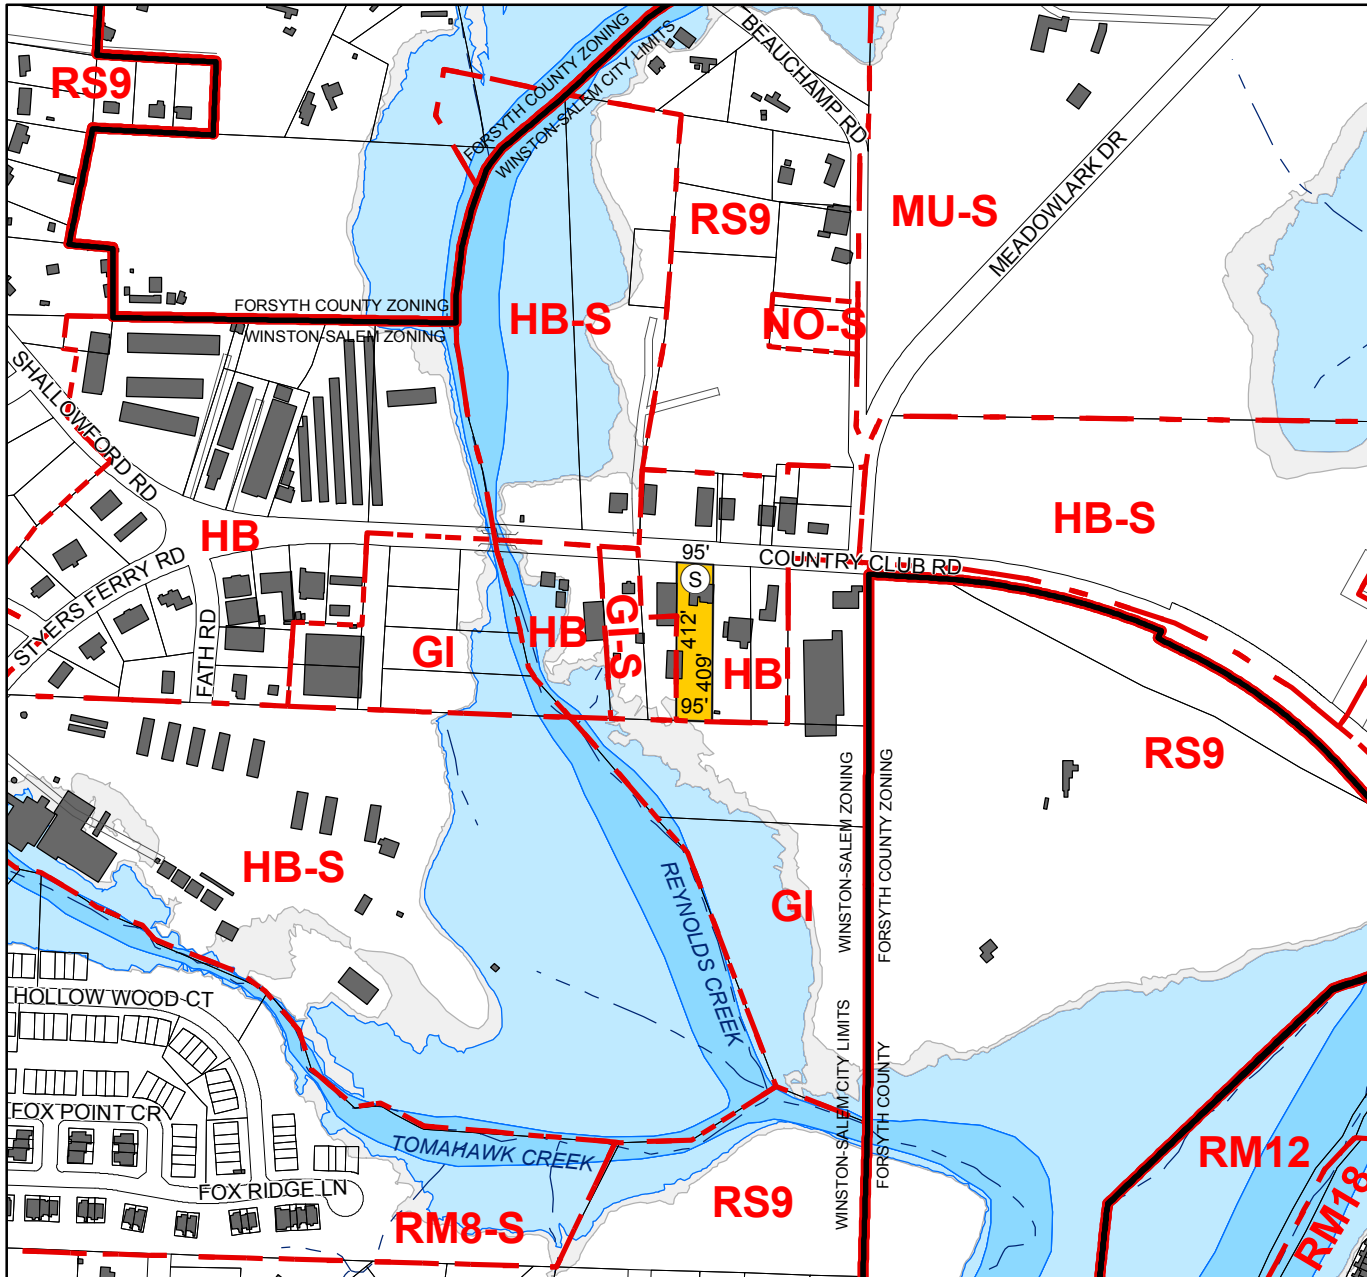 RS9
FORSYTH COUNTY ZONING
WINSTON-SALEM CITY LIMITS
BEAUCHAMP RD
MEADOWLARK DR
RS9
MU-S
FORSYTH COUNTY ZONING
WINSTON-SALEM ZONING
HB-S
NO-S
SHALLOWFORD RD
HB
HB-S
STYERS FERRY RD
FATH RD
95'
COUNTRY CLUB RD
S
GI
HB
GI-S
412'
409'
95'
HB
RS9
WINSTON-SALEM ZONING
FORSYTH COUNTY ZONING
HB-S
REYNOLDS CREEK
GI
HOLLOW WOOD CT
WINSTON-SALEM CITY LIMITS
FORSYTH COUNTY
FOX POINT CR
TOMAHAWK CREEK
FOX RIDGE LN
RM8-S
RS9
RM12
RM18